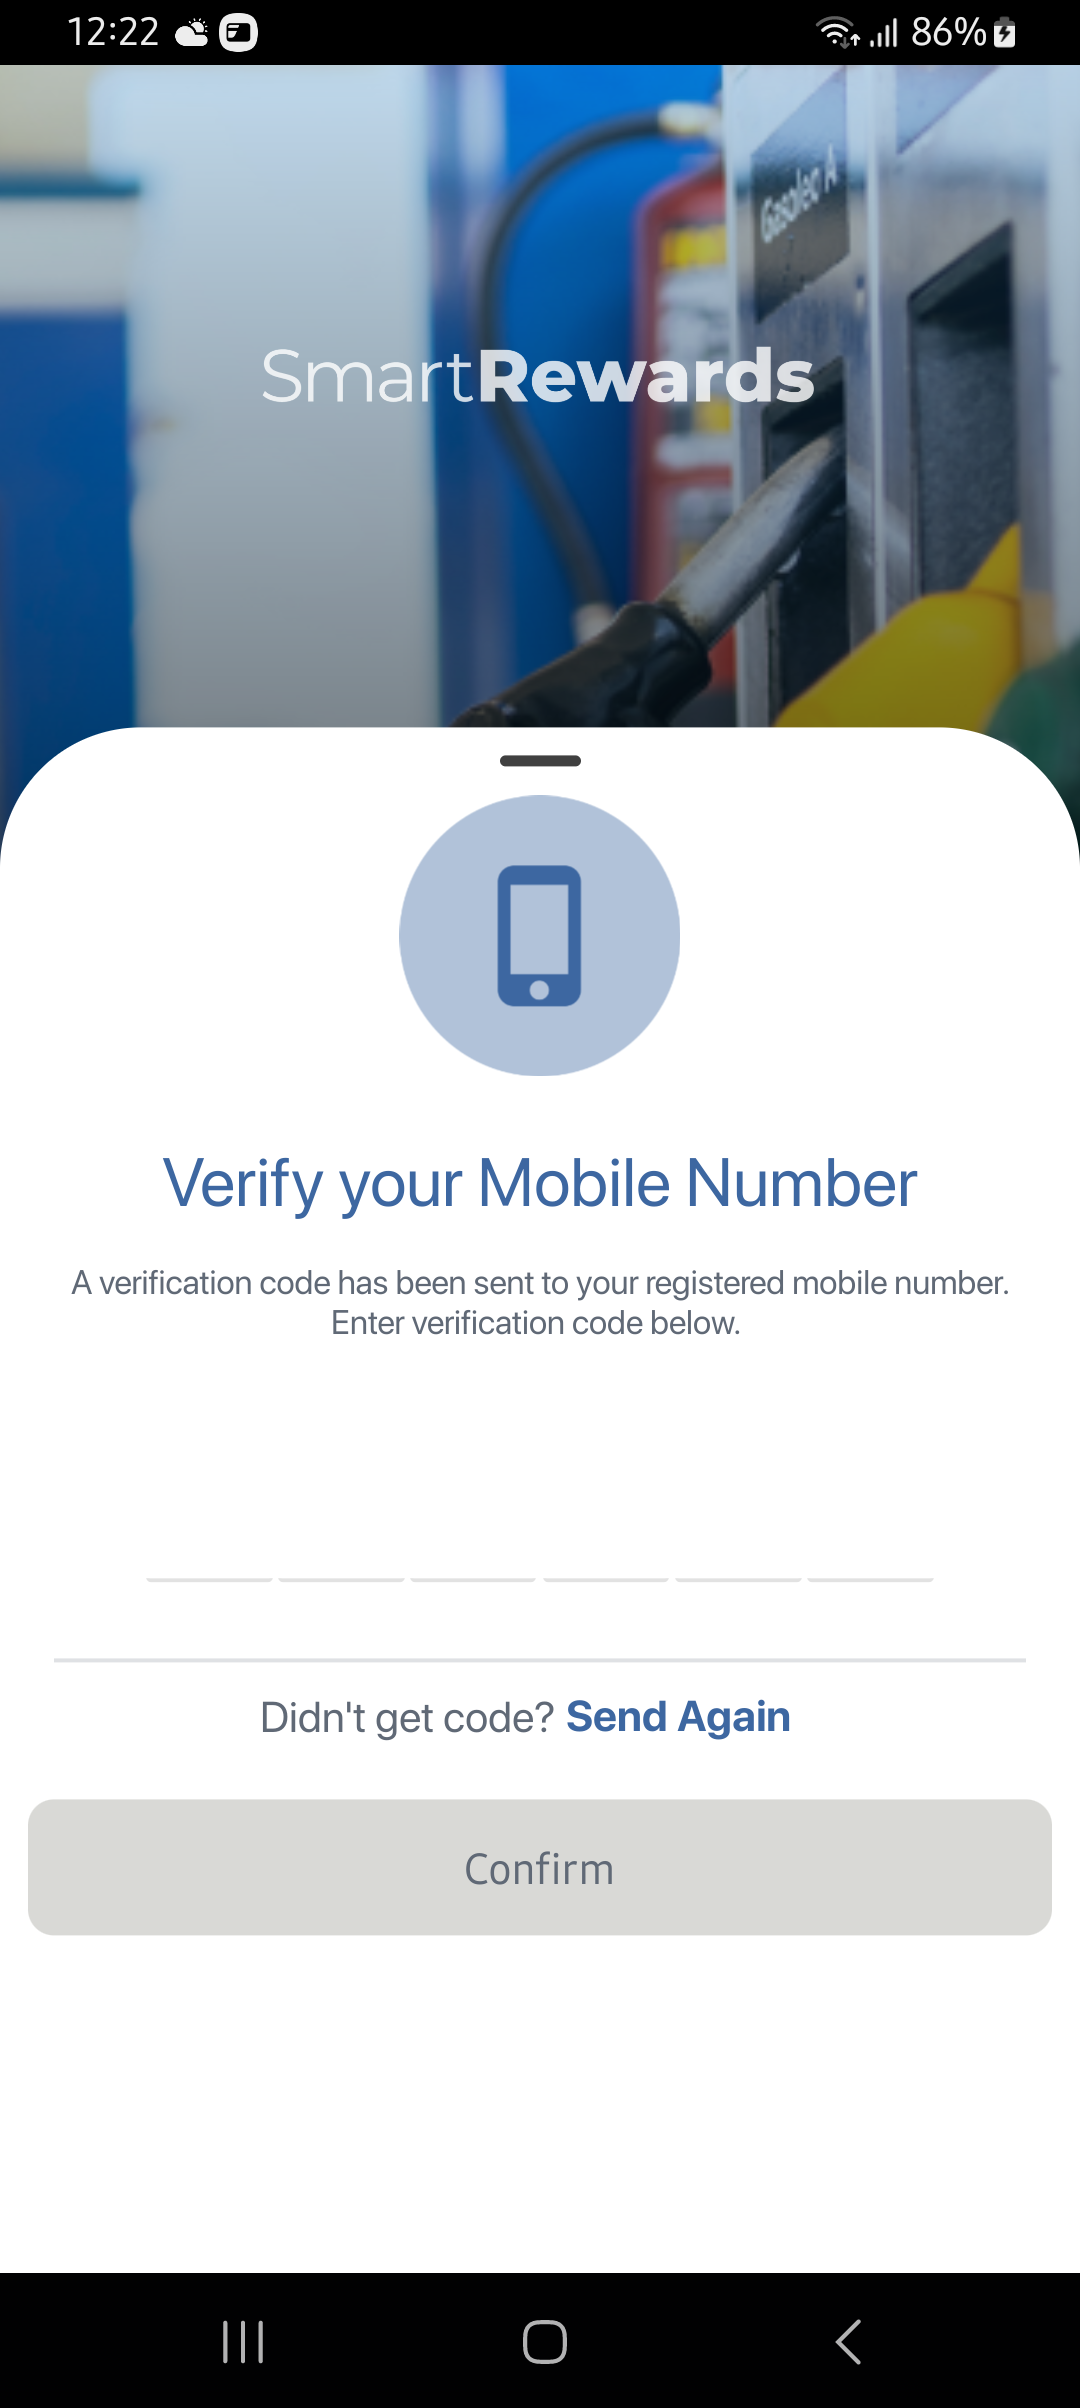 12:22
86%
Gasoleo A
SmartRewards
Verify your Mobile Number
A verification code has been sent to your registered mobile number.
Enter verification code below.
Didn't get code? Send Again
Confirm